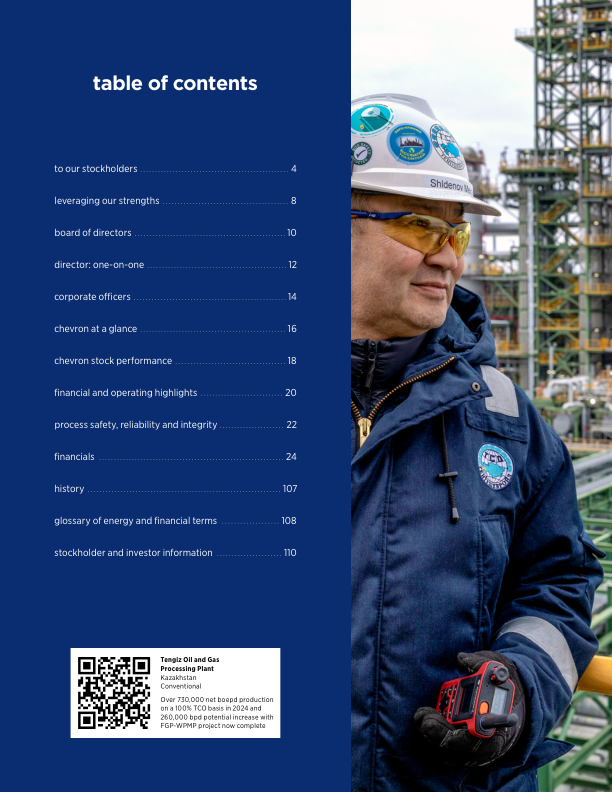 table of contents
to our stockholders 4
leveraging our strengths 8
board of directors 10
director: one-on-one 12
corporate officers 14
chevron at a glance 16
chevron stock performance 18
financial and operating highlights 20
process safety, reliability and integrity 22
financials 24
history 107
glossary of energy and financial terms 108
stockholder and investor information 110
Tengiz Oil and Gas
Processing Plant
Kazakhstan
Conventional
Over 730,000 net boepd production
on a 100% TCO basis in 2024 and
260,000 bpd potential increase with
FGP-WPMP project now complete
Shidenov